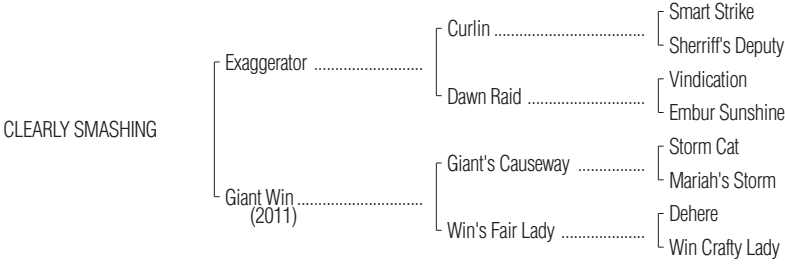 Smart Strike
Curlin ................................
Sherriff's Deputy
Exaggerator ......................
Vindication
Dawn Raid .........................
Embur Sunshine
CLEARLY SMASHING
Storm Cat
Giant's Causeway ..............
Mariah's Storm
Giant Win .........................
(2011)
Dehere
Win's Fair Lady .................
Win Crafty Lady